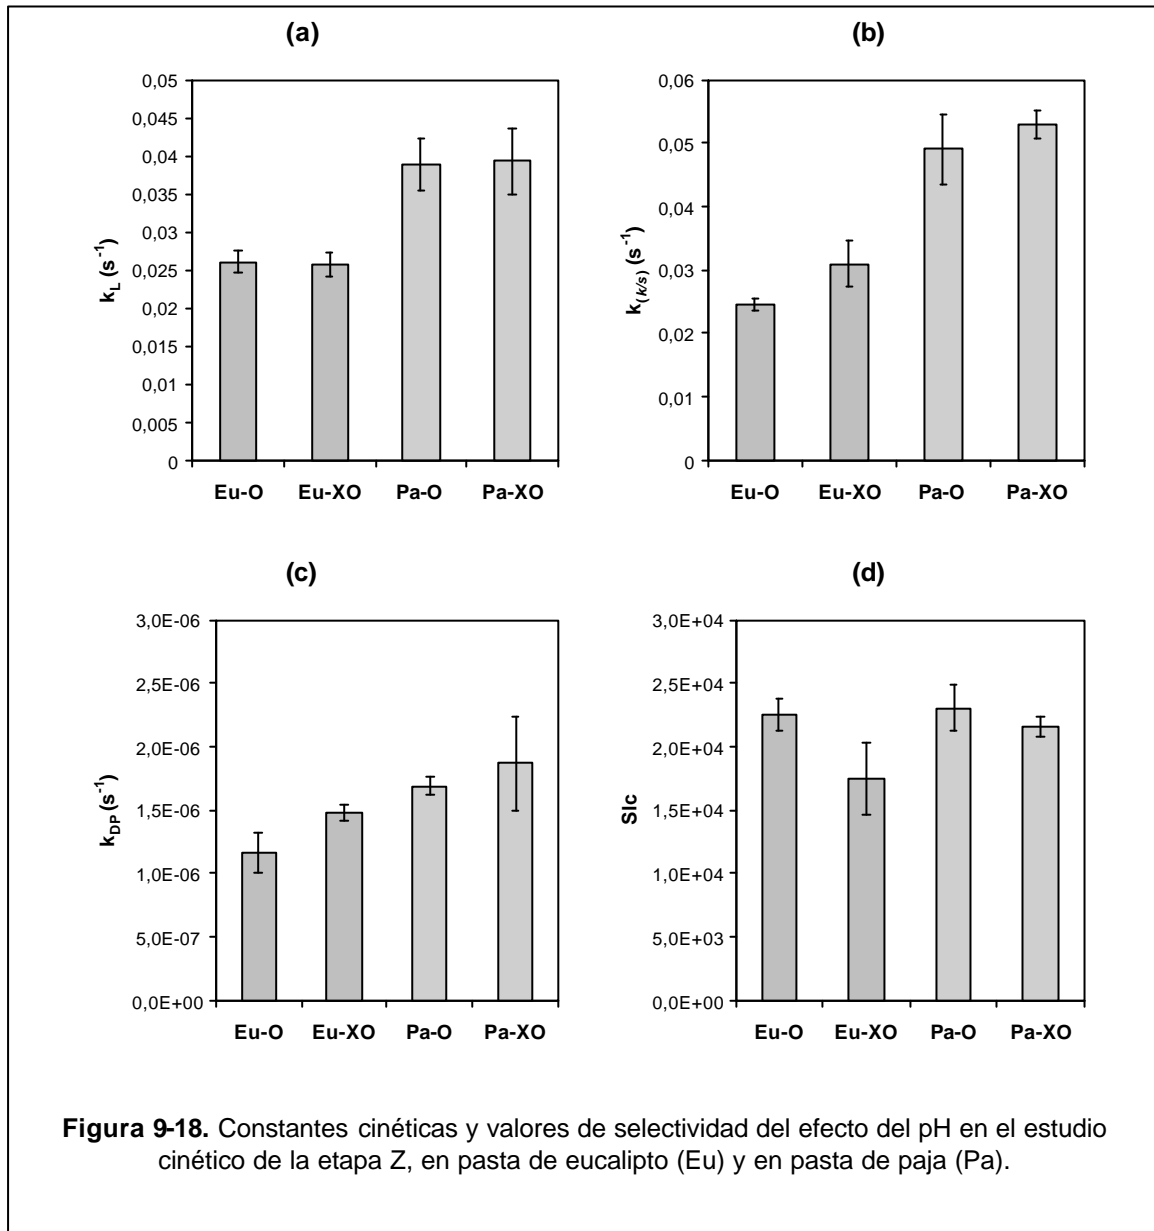 (a)
0,05
0,045
0,04
0,035
0,03
0,025
0,02
0,015
0,01
0,005
0
k_L (s^-1)
Eu-O Eu-XO Pa-O Pa-XO
(b)
0,06
0,05
0,04
0,03
0,02
0,01
0
k_(k/s) (s^-1)
Eu-O Eu-XO Pa-O Pa-XO
(c)
3,0E-06
2,5E-06
2,0E-06
1,5E-06
1,0E-06
5,0E-07
0,0E+00
k_DP (s^-1)
Eu-O Eu-XO Pa-O Pa-XO
(d)
3,0E+04
2,5E+04
2,0E+04
1,5E+04
1,0E+04
5,0E+03
0,0E+00
SIc
Eu-O Eu-XO Pa-O Pa-XO
Figura 9-18. Constantes cinéticas y valores de selectividad del efecto del pH en el estudio
cinético de la etapa Z, en pasta de eucalipto (Eu) y en pasta de paja (Pa).